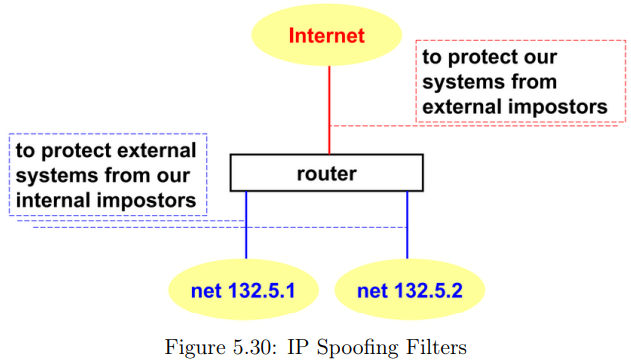 Internet
to protect our
systems from
external impostors
to protect external
systems from our
internal impostors
router
net 132.5.1
net 132.5.2
Figure 5.30: IP Spoofing Filters